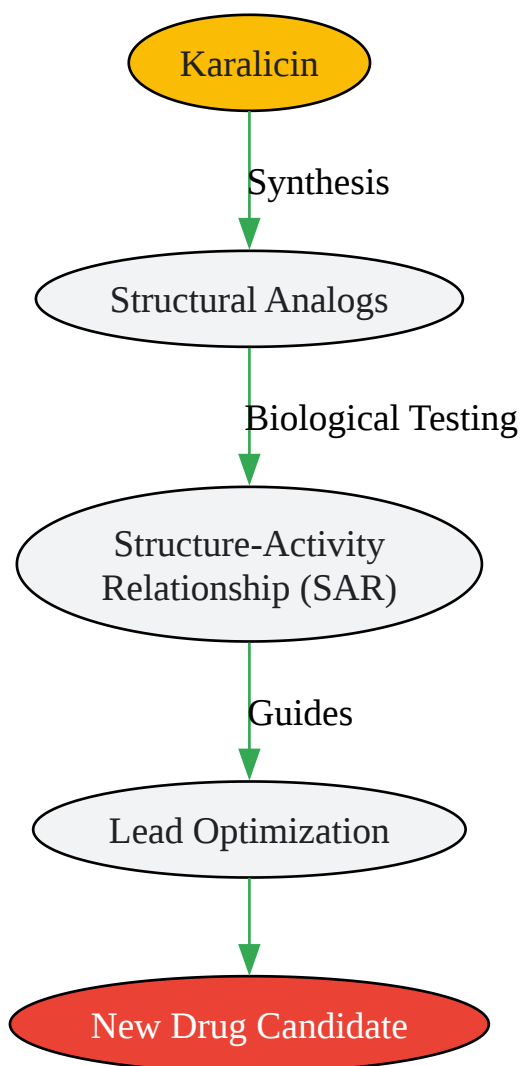 Karalicin
Synthesis
Structural Analogs
Biological Testing
Structure-Activity
Relationship (SAR)
Guides
Lead Optimization
New Drug Candidate